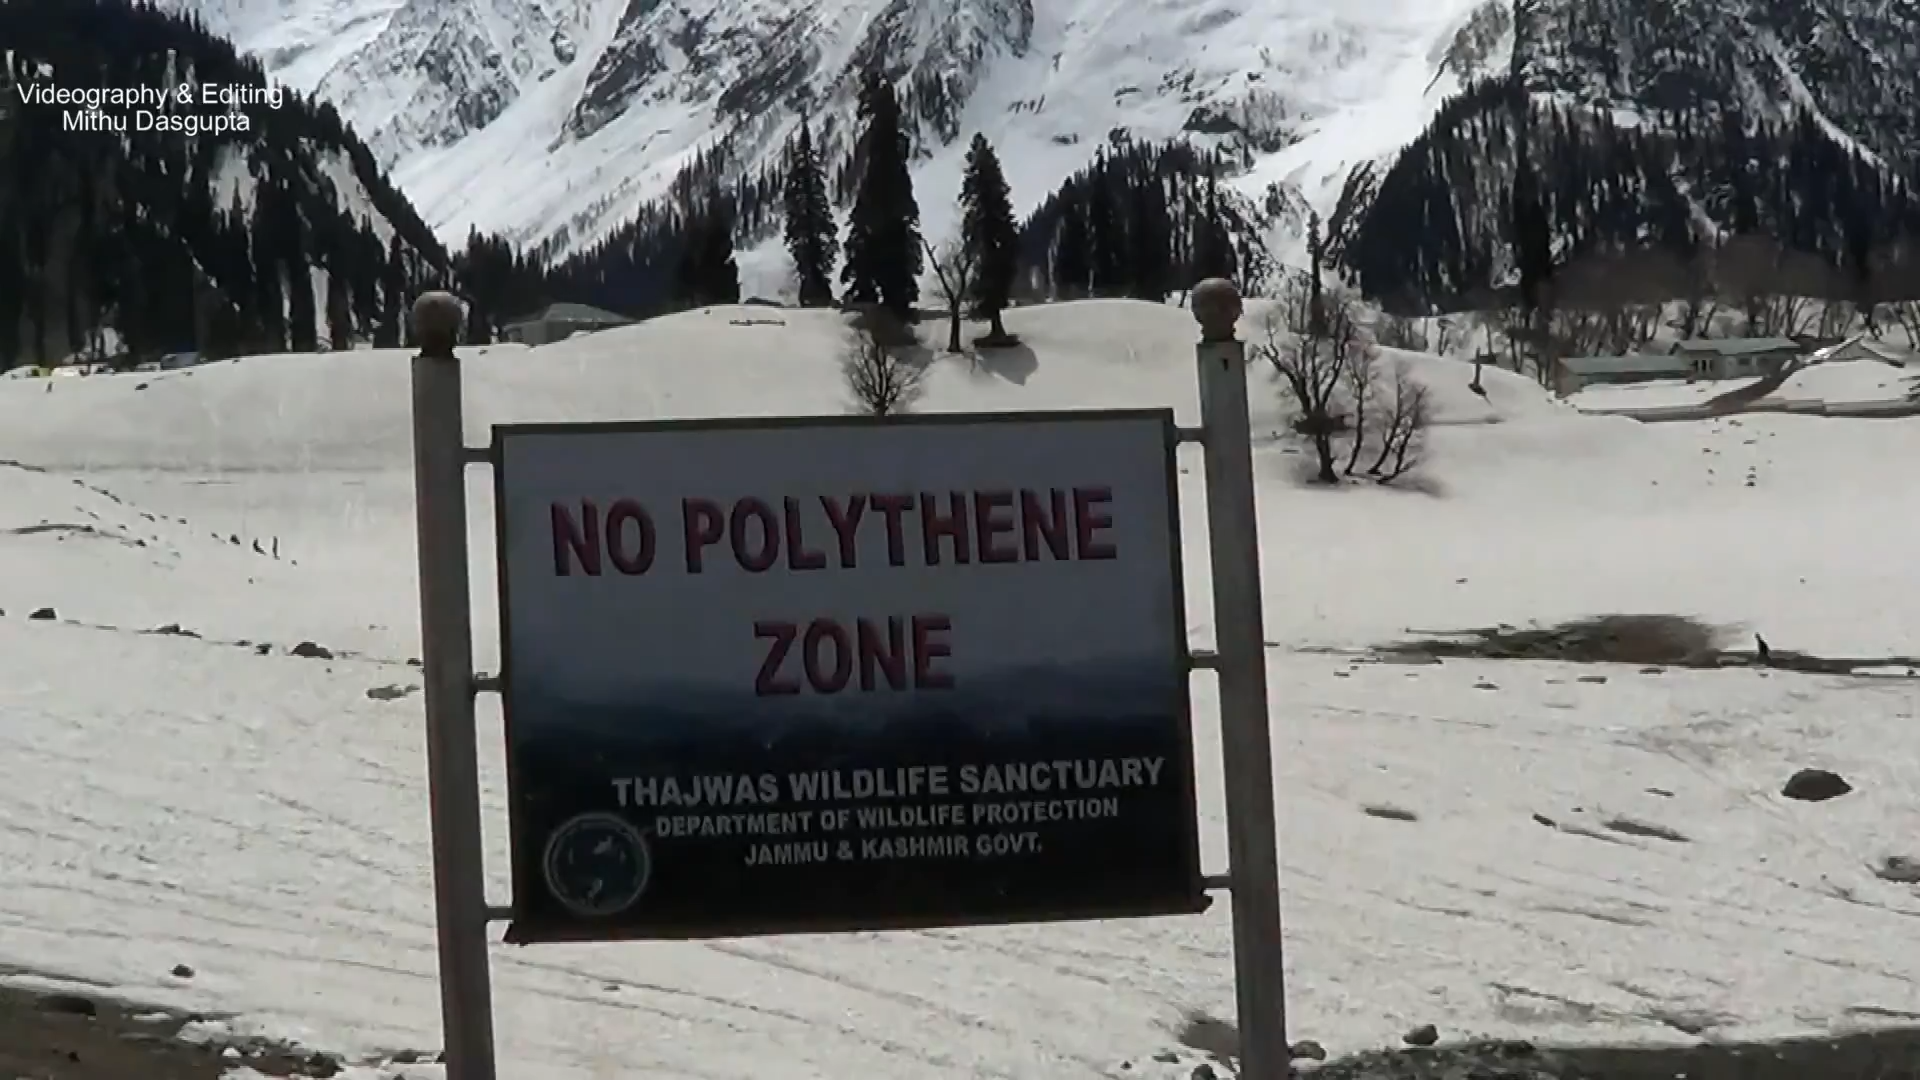 Videography & Editing
Mithu Dasgupta
NO POLYTHENE
ZONE
THAJWAS WILDLIFE SANCTUARY
DEPARTMENT OF WILDLIFE PROTECTION
JAMMU & KASHMIR GOVT.